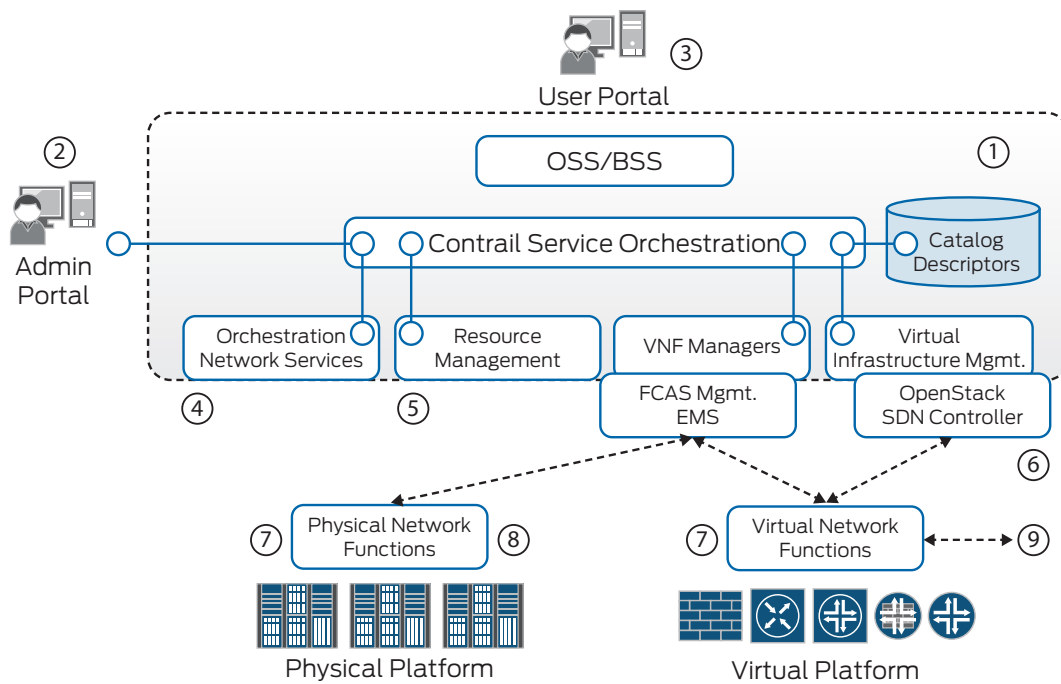 ③
User Portal
②
①
OSS/BSS
Contrail Service Orchestration
Catalog
Descriptors
Admin
Portal
Orchestration
Network Services
Resource
Management
VNF Managers
Virtual
Infrastructure Mgmt.
④
⑤
FCAS Mgmt.
EMS
OpenStack
SDN Controller
⑥
⑦
Physical Network
Functions
⑧
⑦
Virtual Network
Functions
⑨
Physical Platform
Virtual Platform